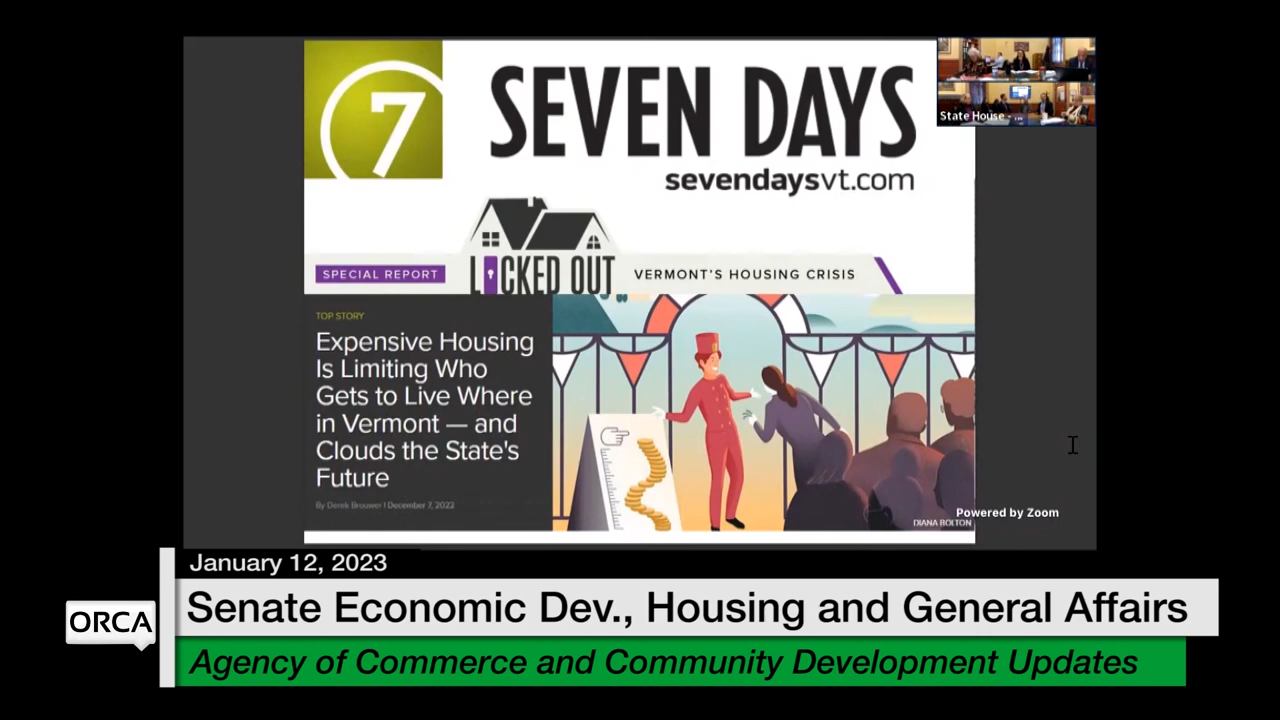 7
SEVEN DAYS
sevendaysvt.com
State House - ...
SPECIAL REPORT
LOCKED OUT
VERMONT'S HOUSING CRISIS
TOP STORY
Expensive Housing
Is Limiting Who
Gets to Live Where
in Vermont — and
Clouds the State's
Future
By Derek Brouwer | December 7, 2022
DIANA BOLTON
Powered by Zoom
January 12, 2023
ORCA
Senate Economic Dev., Housing and General Affairs
Agency of Commerce and Community Development Updates